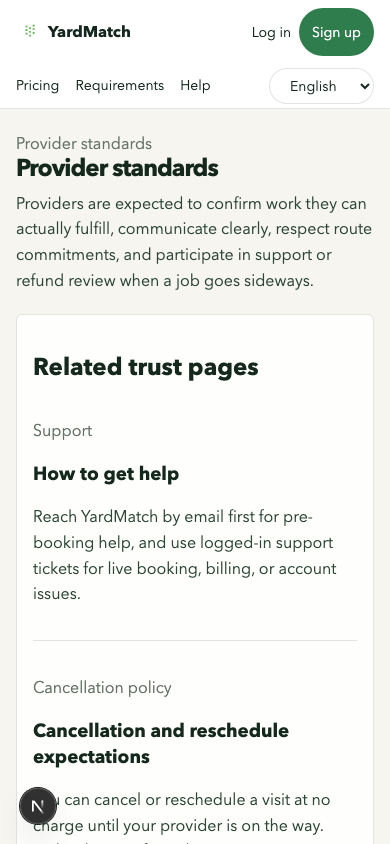 YardMatch
Log in
Sign up
Pricing
Requirements
Help
English
Provider standards
Provider standards
Providers are expected to confirm work they can
actually fulfill, communicate clearly, respect route
commitments, and participate in support or
refund review when a job goes sideways.
Related trust pages
Support
How to get help
Reach YardMatch by email first for pre-
booking help, and use logged-in support
tickets for live booking, billing, or account
issues.
Cancellation policy
Cancellation and reschedule
expectations
can cancel or reschedule a visit at no
charge until your provider is on the way.
N